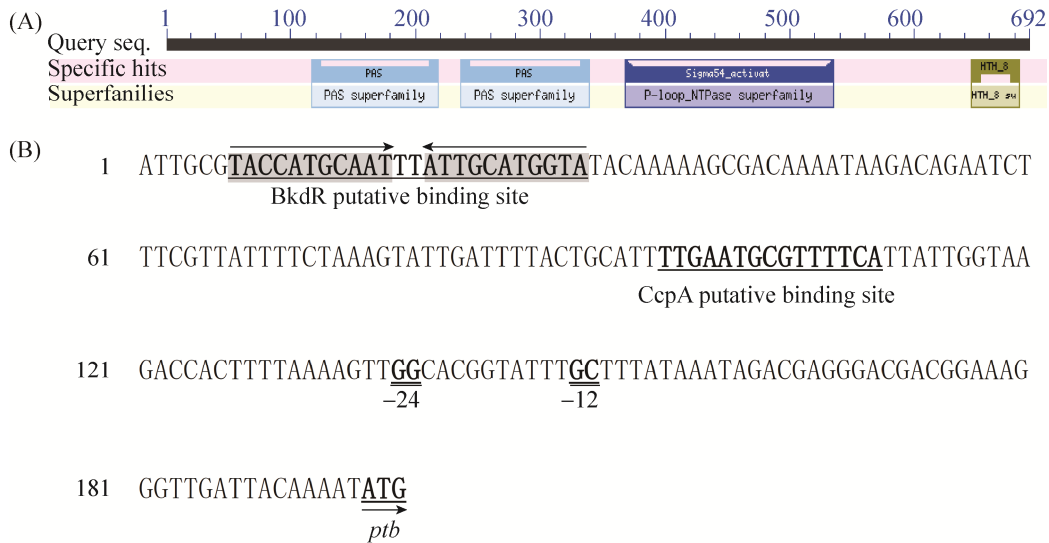 (A) 1 100 200 300 400 500 600 692
Query seq.
Specific hits PAS PAS Sigma54_activat HTH_8
Superfanilies PAS superfamily PAS superfamily P-loop_NTPase superfamily HTH_8 su
(B)
1 ATTGCGTACCATGCAATTTATTGCATGGTATACAAAAAGCGACAAAATAAGACAGAATCT
BkdR putative binding site
61 TTCGTTATTTTCTAAAGTATTGATTTTACTGCATTTTGAATGCGTTTTCATTATTGGTAA
CcpA putative binding site
121 GACCACTTTTAAAAGTTGGCACGGTATTTGCTTTATAAATAGACGAGGGACGACGGAAAG
−24 −12
181 GGTTGATTACAAAATATG
ptb